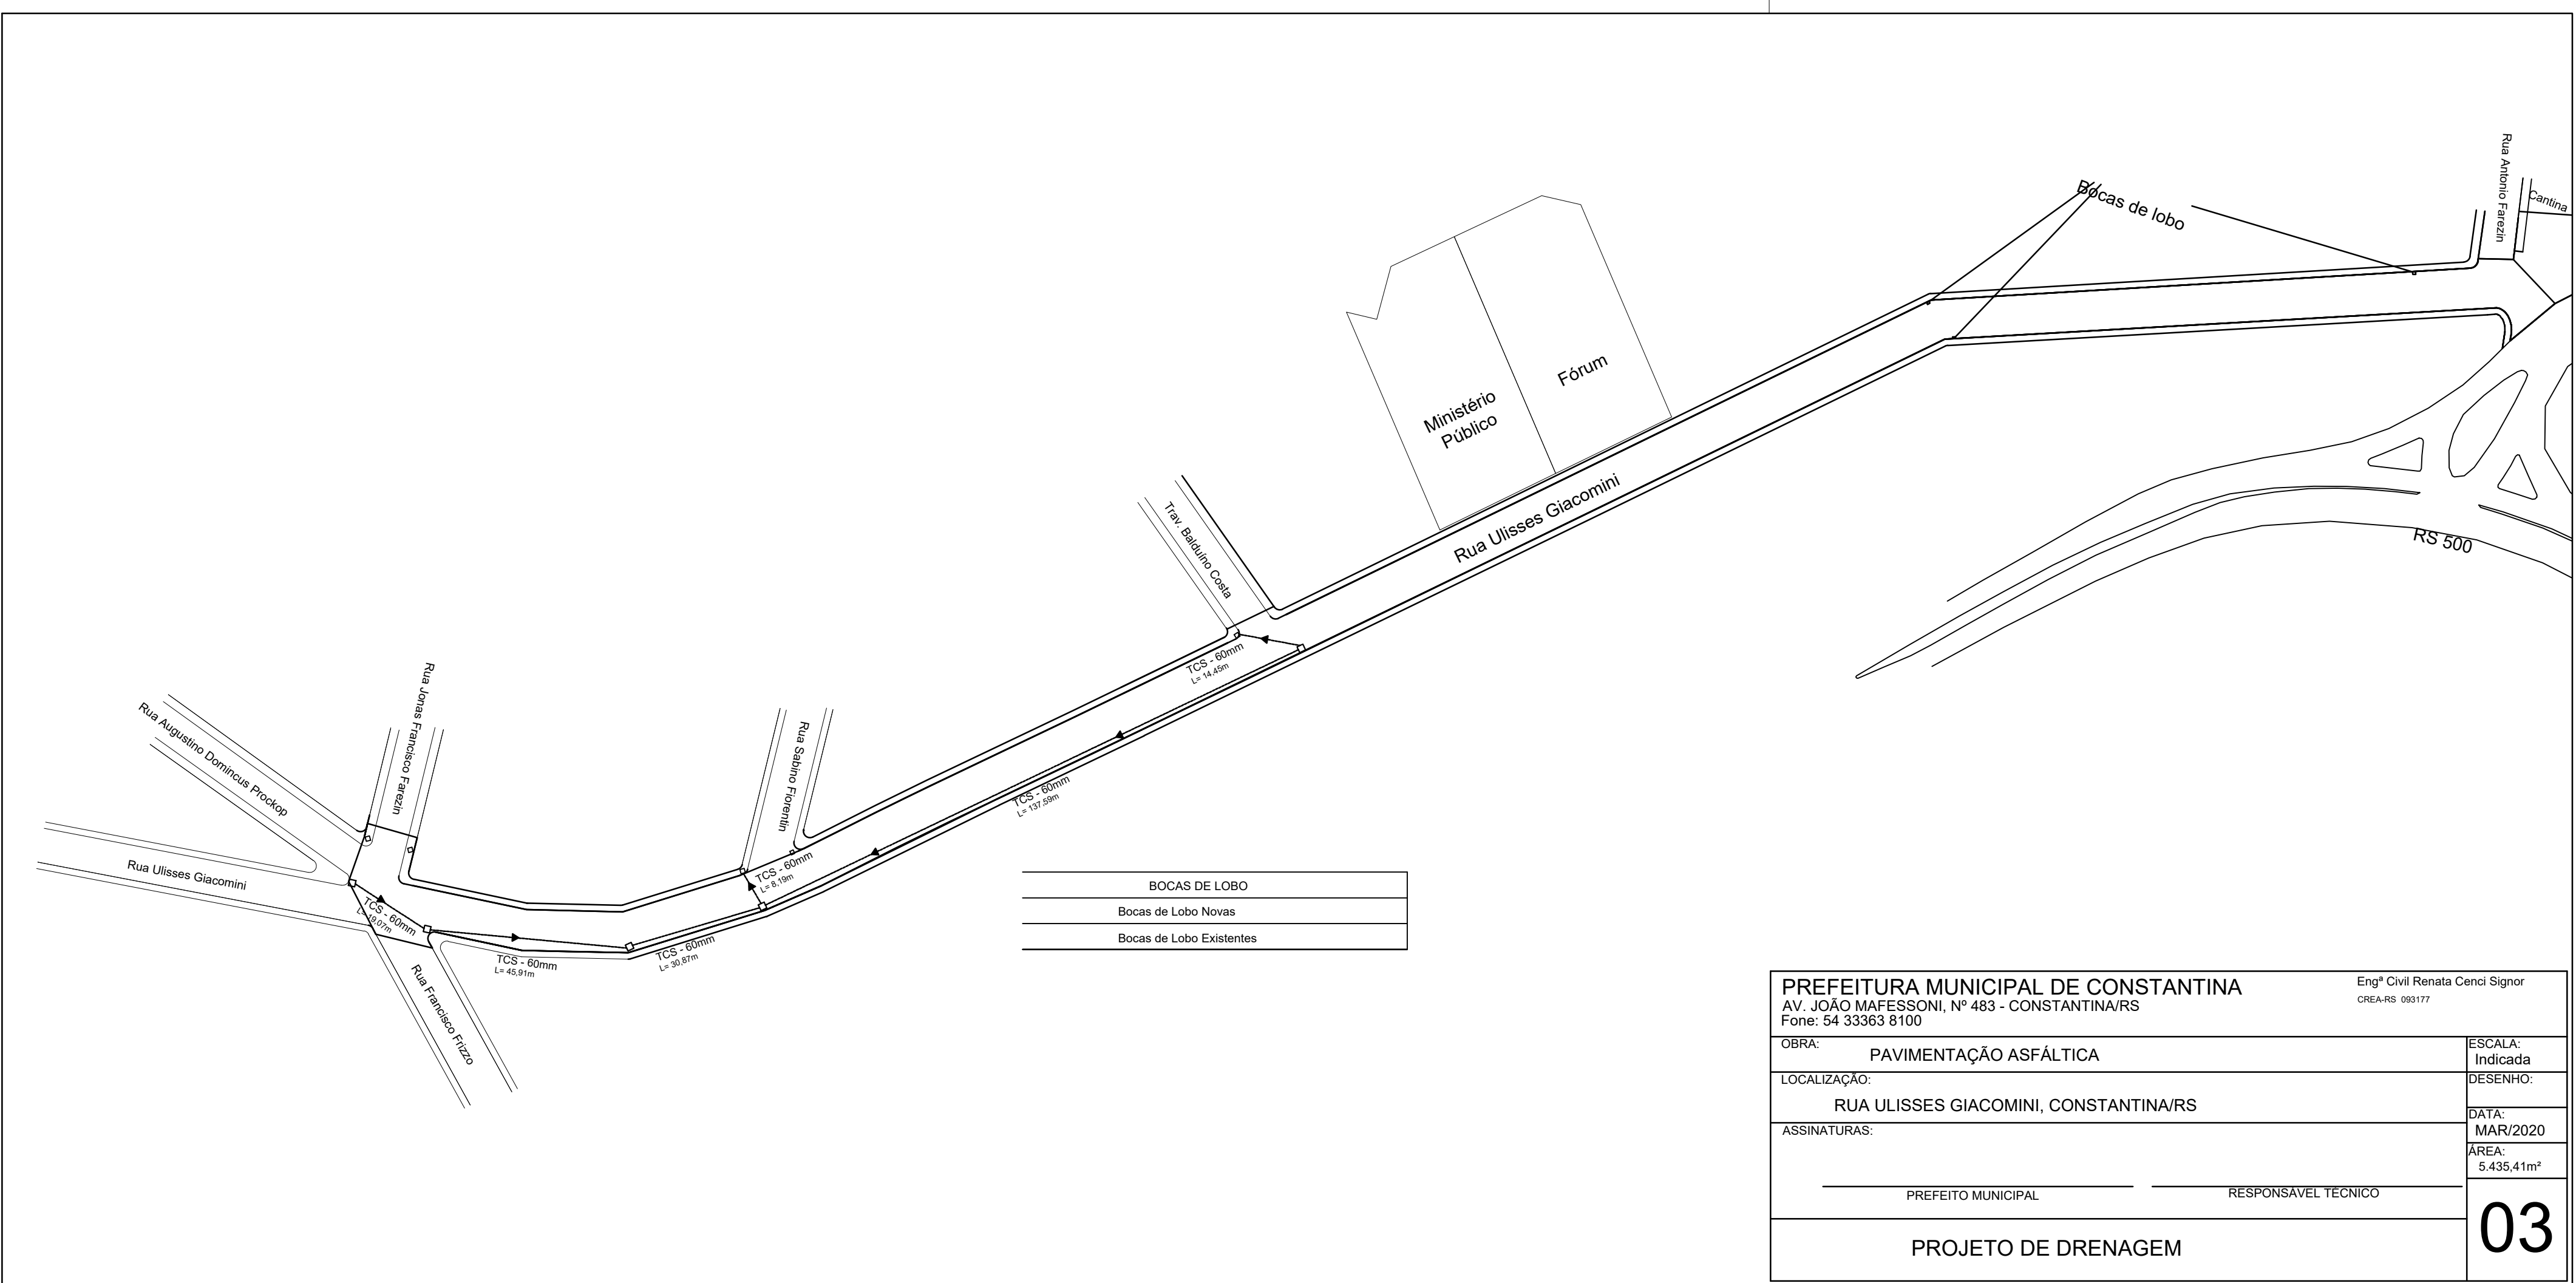 Bocas de lobo
Rua Antonio Farezin
Cantina
Ministério
Público
Fórum
Rua Ulisses Giacomini
RS 500
Trav. Balduíno Costa
TCS - 60mm
L= 14,45m
TCS - 60mm
L= 137,59m
Rua Jonas Francisco Farezin
Rua Augustino Domincus Prockop
Rua Sabino Fiorentin
Rua Ulisses Giacomini
TCS - 60mm
L= 8,19m
TCS - 60mm
L= 19,07m
TCS - 60mm
L= 45,91m
TCS - 60mm
L= 30,87m
Rua Francisco Frizzo
BOCAS DE LOBO
Bocas de Lobo Novas
Bocas de Lobo Existentes
PREFEITURA MUNICIPAL DE CONSTANTINA
AV. JOÃO MAFESSONI, Nº 483 - CONSTANTINA/RS
Fone: 54 33363 8100
Engª Civil Renata Cenci Signor
CREA-RS 093177
OBRA:
PAVIMENTAÇÃO ASFÁLTICA
ESCALA:
Indicada
LOCALIZAÇÃO:
RUA ULISSES GIACOMINI, CONSTANTINA/RS
DESENHO:
DATA:
MAR/2020
ASSINATURAS:
ÁREA:
5.435,41m²
PREFEITO MUNICIPAL
RESPONSÁVEL TÉCNICO
PROJETO DE DRENAGEM
03